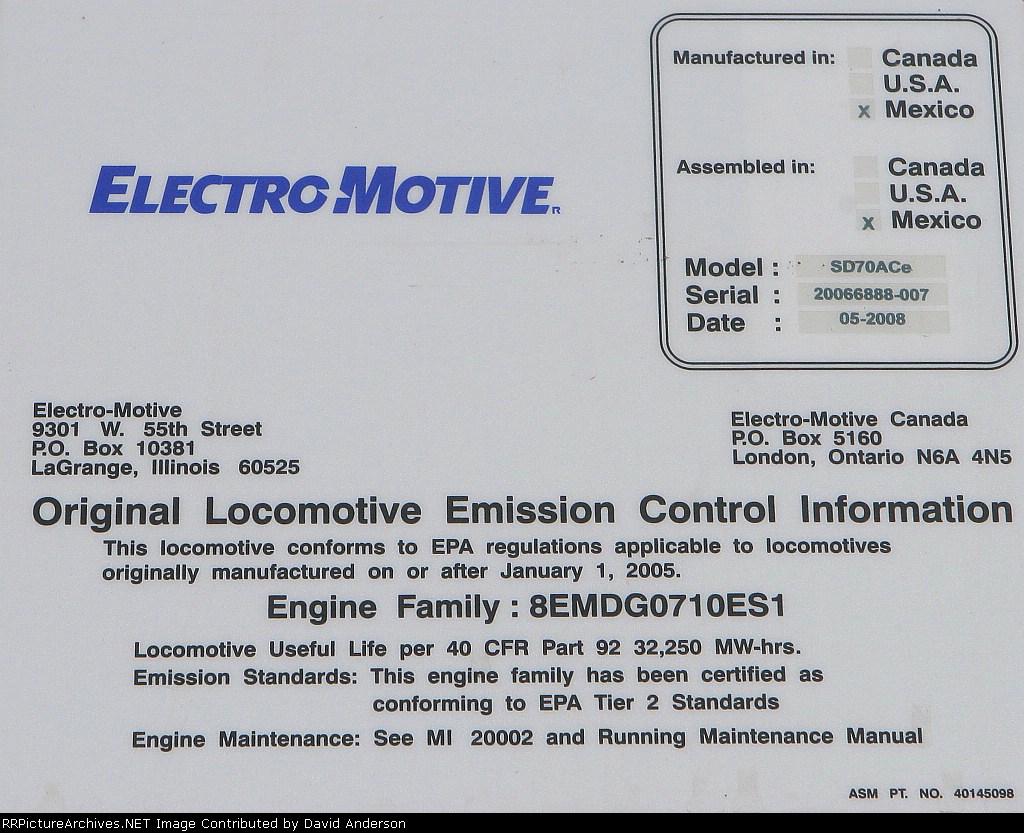 Manufactured in: Canada
U.S.A.
x Mexico
Assembled in: Canada
U.S.A.
x Mexico
ELECTRO-MOTIVE R
Model : SD70ACe
Serial : 20066888-007
Date : 05-2008
Electro-Motive
9301 W. 55th Street
P.O. Box 10381
LaGrange, Illinois 60525
Electro-Motive Canada
P.O. Box 5160
London, Ontario N6A 4N5
Original Locomotive Emission Control Information
This locomotive conforms to EPA regulations applicable to locomotives
originally manufactured on or after January 1, 2005.
Engine Family : 8EMDG0710ES1
Locomotive Useful Life per 40 CFR Part 92 32,250 MW-hrs.
Emission Standards: This engine family has been certified as
conforming to EPA Tier 2 Standards
Engine Maintenance: See MI 20002 and Running Maintenance Manual
ASM PT. NO. 40145098
RRPictureArchives.NET Image Contributed by David Anderson